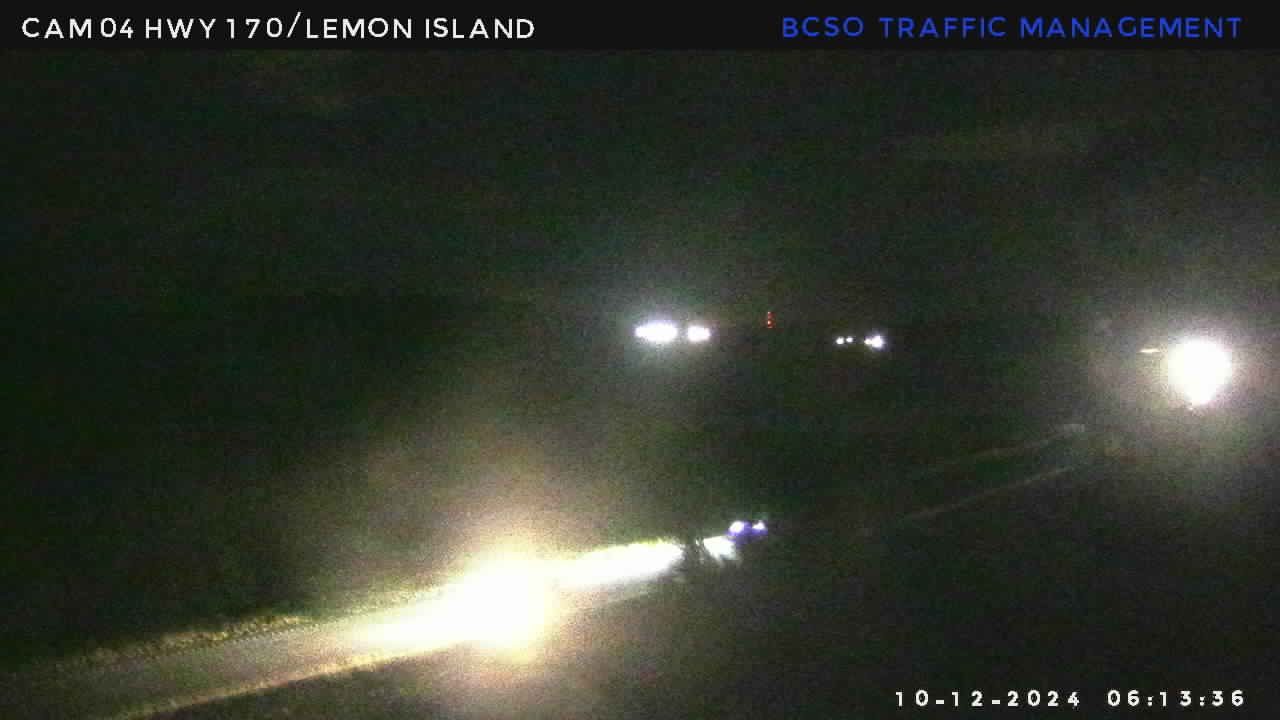 CAM04 HWY 170/LEMON ISLAND
BCSO TRAFFIC MANAGEMENT
10-12-2024 06:13:36